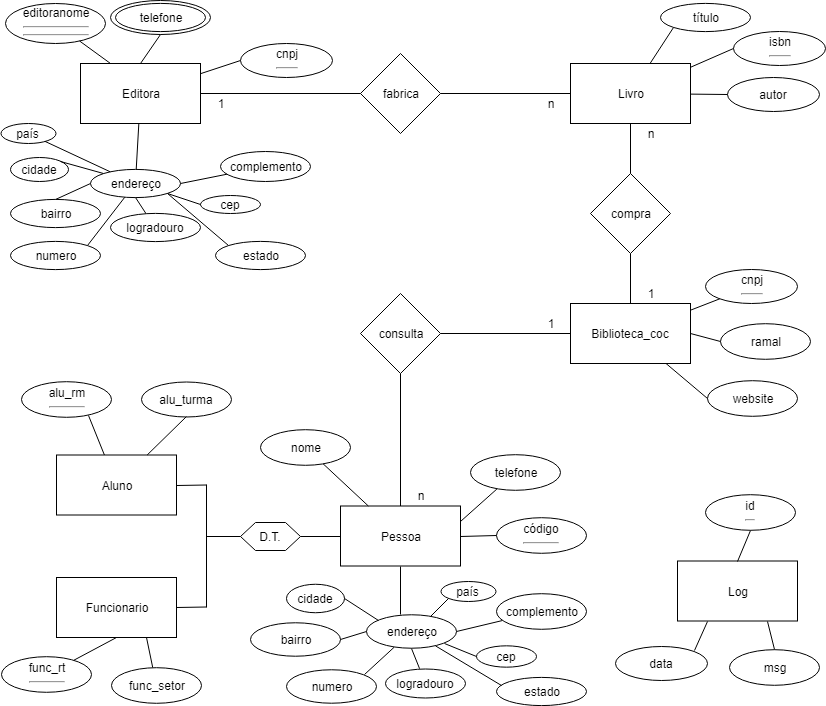 editoranome
telefone
título
isbn
cnpj
Editora
1
fabrica
n
Livro
autor
n
país
cidade
endereço
complemento
bairro
cep
logradouro
numero
estado
compra
1
cnpj
consulta
1
Biblioteca_coc
ramal
alu_rm
alu_turma
website
nome
telefone
Aluno
n
id
D.T.
Pessoa
código
Funcionario
Log
cidade
país
complemento
bairro
endereço
cep
func_rt
func_setor
numero
logradouro
estado
data
msg